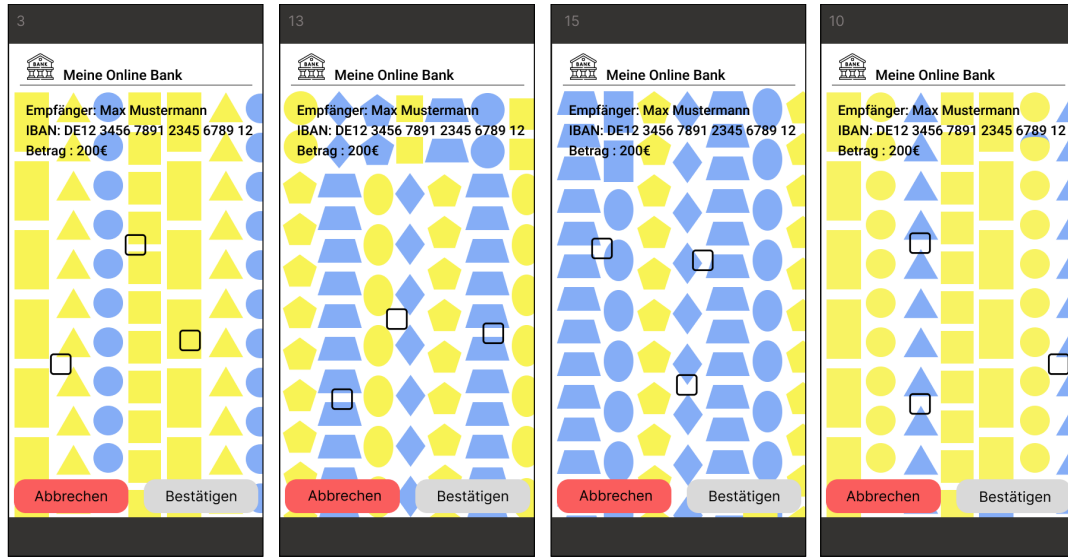 3
BANK
Meine Online Bank
Empfänger: Max Mustermann
IBAN: DE12 3456 7891 2345 6789 12
Betrag : 200€
Abbrechen
Bestätigen
13
BANK
Meine Online Bank
Empfänger: Max Mustermann
IBAN: DE12 3456 7891 2345 6789 12
Betrag : 200€
Abbrechen
Bestätigen
15
BANK
Meine Online Bank
Empfänger: Max Mustermann
IBAN: DE12 3456 7891 2345 6789 12
Betrag : 200€
Abbrechen
Bestätigen
10
BANK
Meine Online Bank
Empfänger: Max Mustermann
IBAN: DE12 3456 7891 2345 6789 12
Betrag : 200€
Abbrechen
Bestätigen